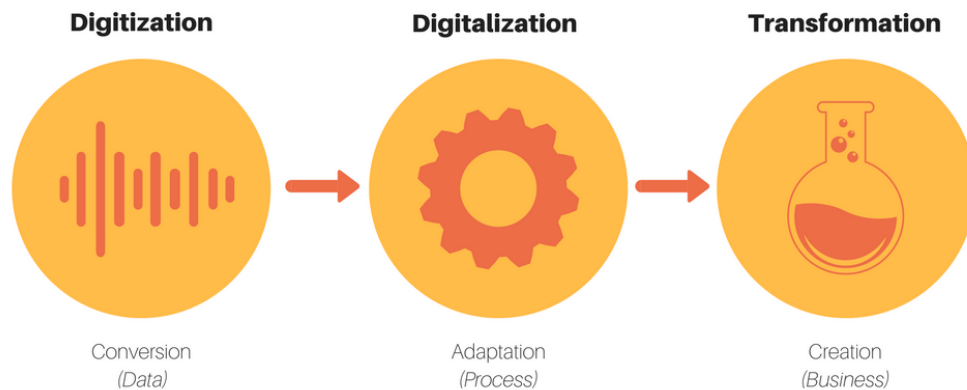 Digitization
Digitalization
Transformation
Conversion
(Data)
Adaptation
(Process)
Creation
(Business)